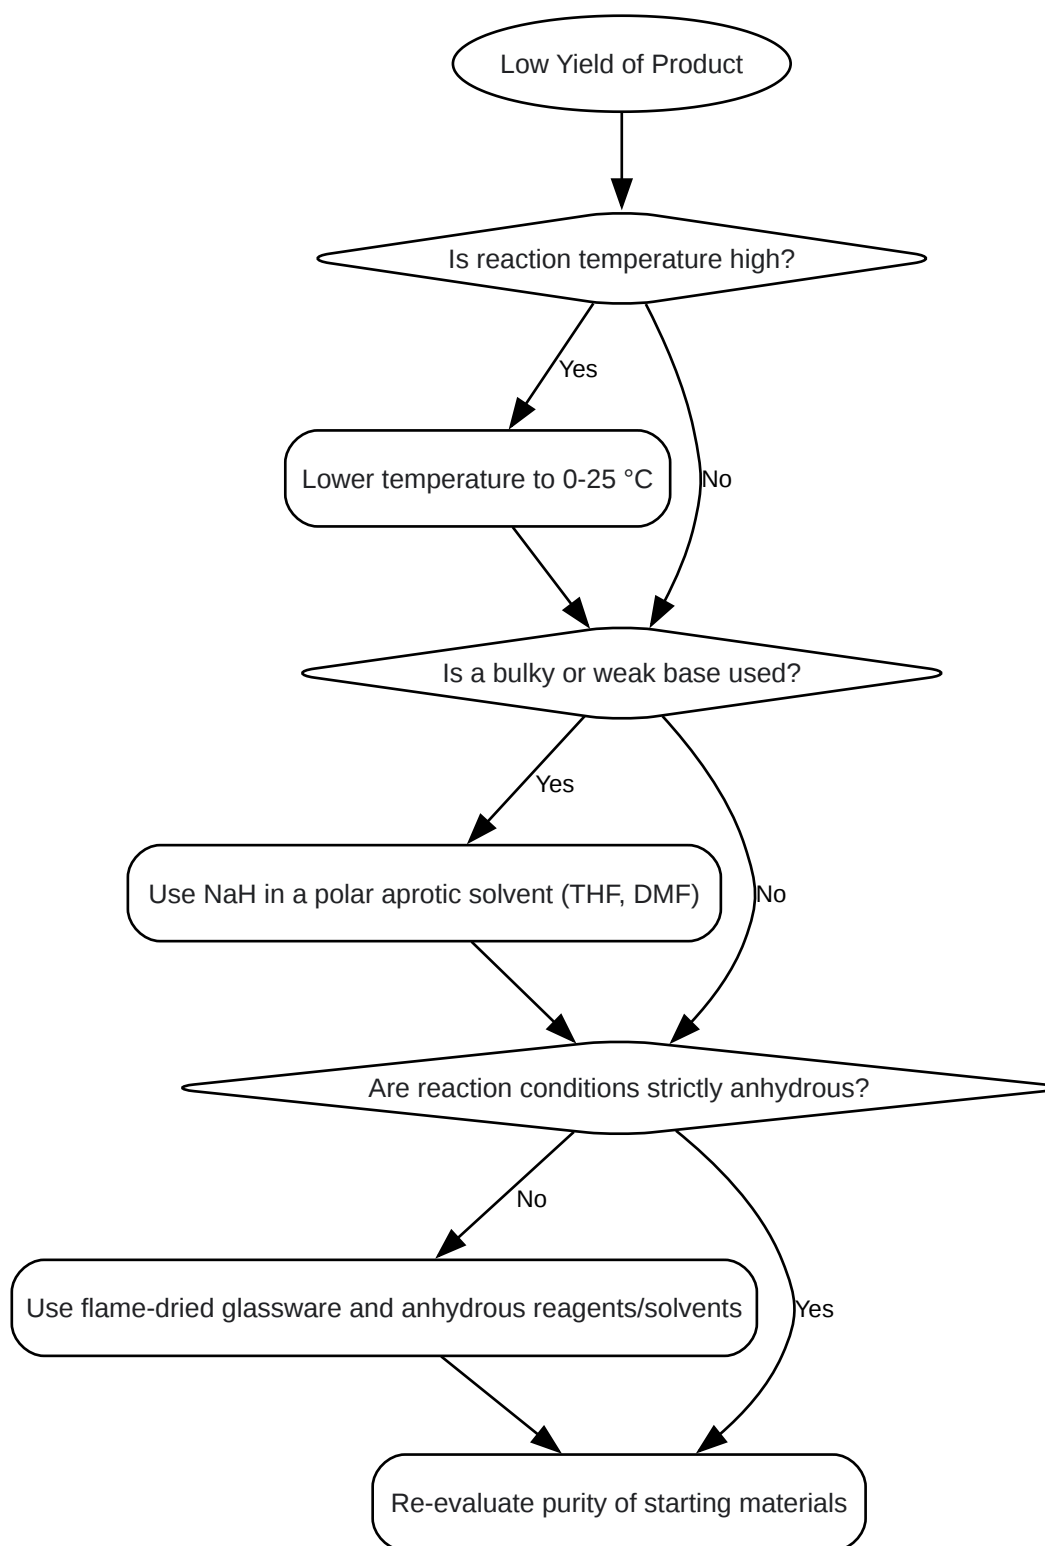 Low Yield of Product
Is reaction temperature high?
Yes
Lower temperature to 0-25 °C
No
Is a bulky or weak base used?
Yes
Use NaH in a polar aprotic solvent (THF, DMF)
No
Are reaction conditions strictly anhydrous?
No
Use flame-dried glassware and anhydrous reagents/solvents
Yes
Re-evaluate purity of starting materials